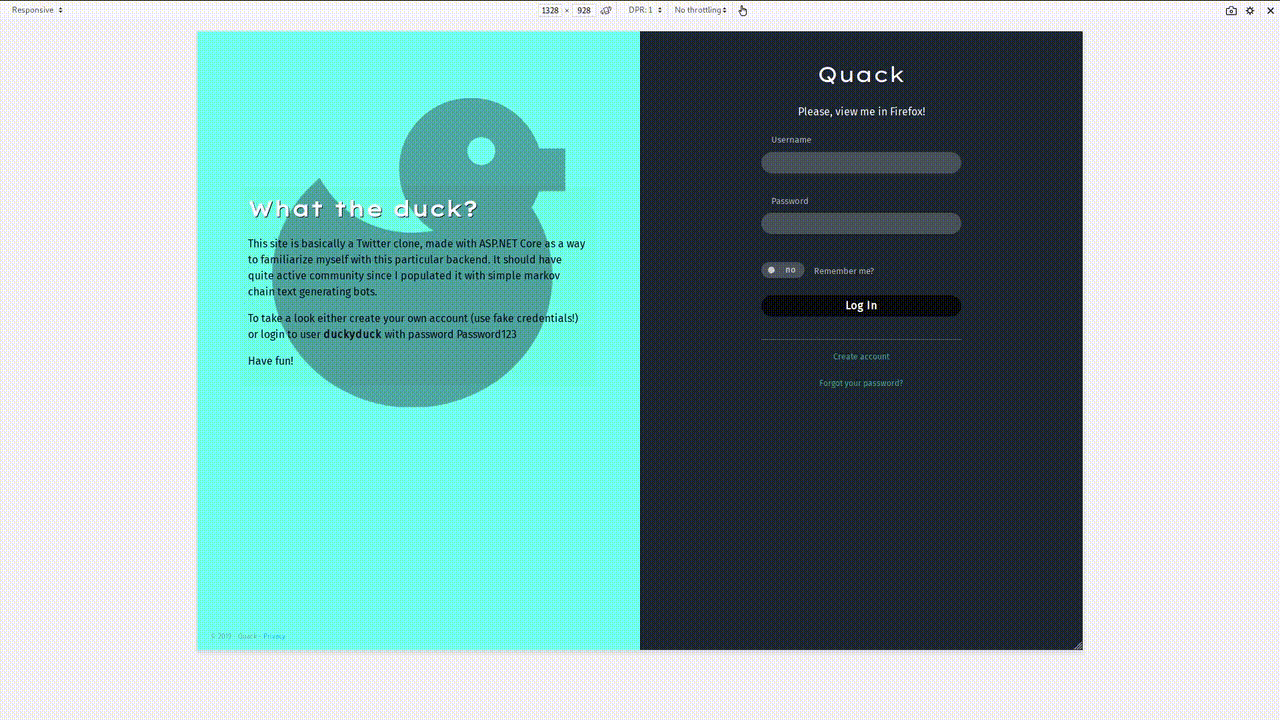 Responsive
1328 × 928
DPR: 1
No throttling
What the duck?
This site is basically a Twitter clone, made with ASP.NET Core as a way
to familiarize myself with this particular backend. It should have
quite active community since I populated it with simple markov
chain text generating bots.
To take a look either create your own account (use fake credentials!)
or login to user duckyduck with password Password123
Have fun!
© 2019 - Quack - Privacy
Quack
Please, view me in Firefox!
Username
Password
no
Remember me?
Log In
Create account
Forgot your password?